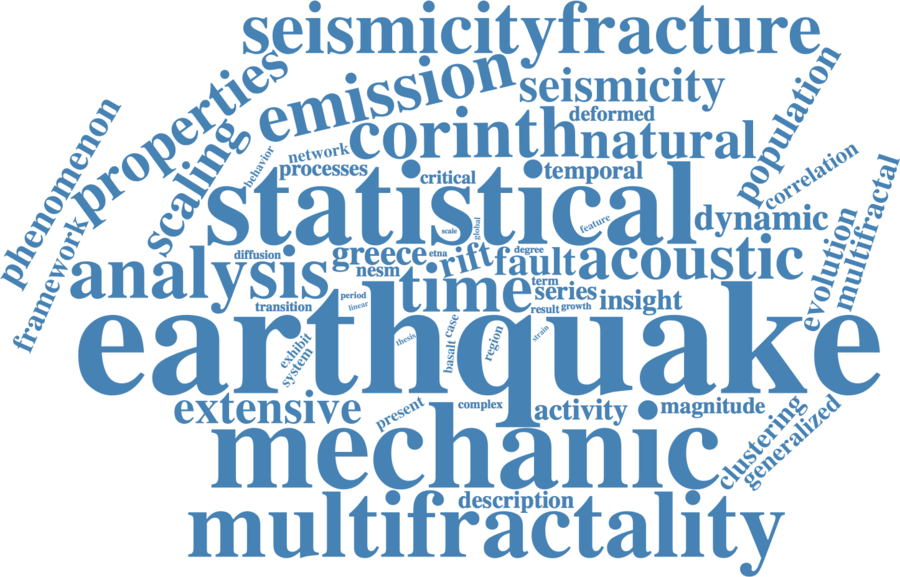 seismicity
fracture
properties
emission
seismicity
population
phenomenon
scaling
corinth
deformed
natural
behavior
network
processes
critical
temporal
correlation
statistical
scale
global
feature
dynamic
multifractal
framework
analysis
diffusion
greece
etna
nesm
rift
degree
fault
acoustic
evolution
time
term
series
insight
transition
period
linear
result
growth
earthquake
exhibit
system
thesis
basalt
case
region
strain
extensive
present
complex
activity
magnitude
clustering
generalized
mechanic
description
multifractality